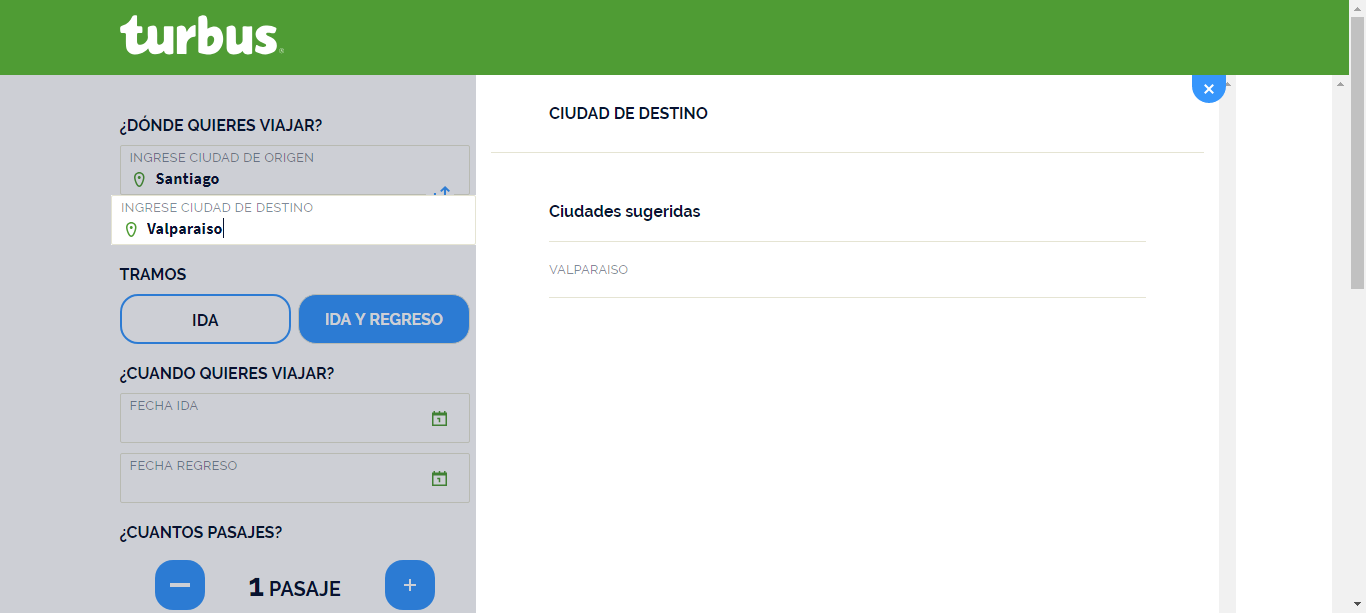 turbus
¿DÓNDE QUIERES VIAJAR?
INGRESE CIUDAD DE ORIGEN
Santiago
INGRESE CIUDAD DE DESTINO
Valparaiso
TRAMOS
IDA
IDA Y REGRESO
¿CUANDO QUIERES VIAJAR?
FECHA IDA
FECHA REGRESO
¿CUANTOS PASAJES?
1 PASAJE
CIUDAD DE DESTINO
Ciudades sugeridas
VALPARAISO